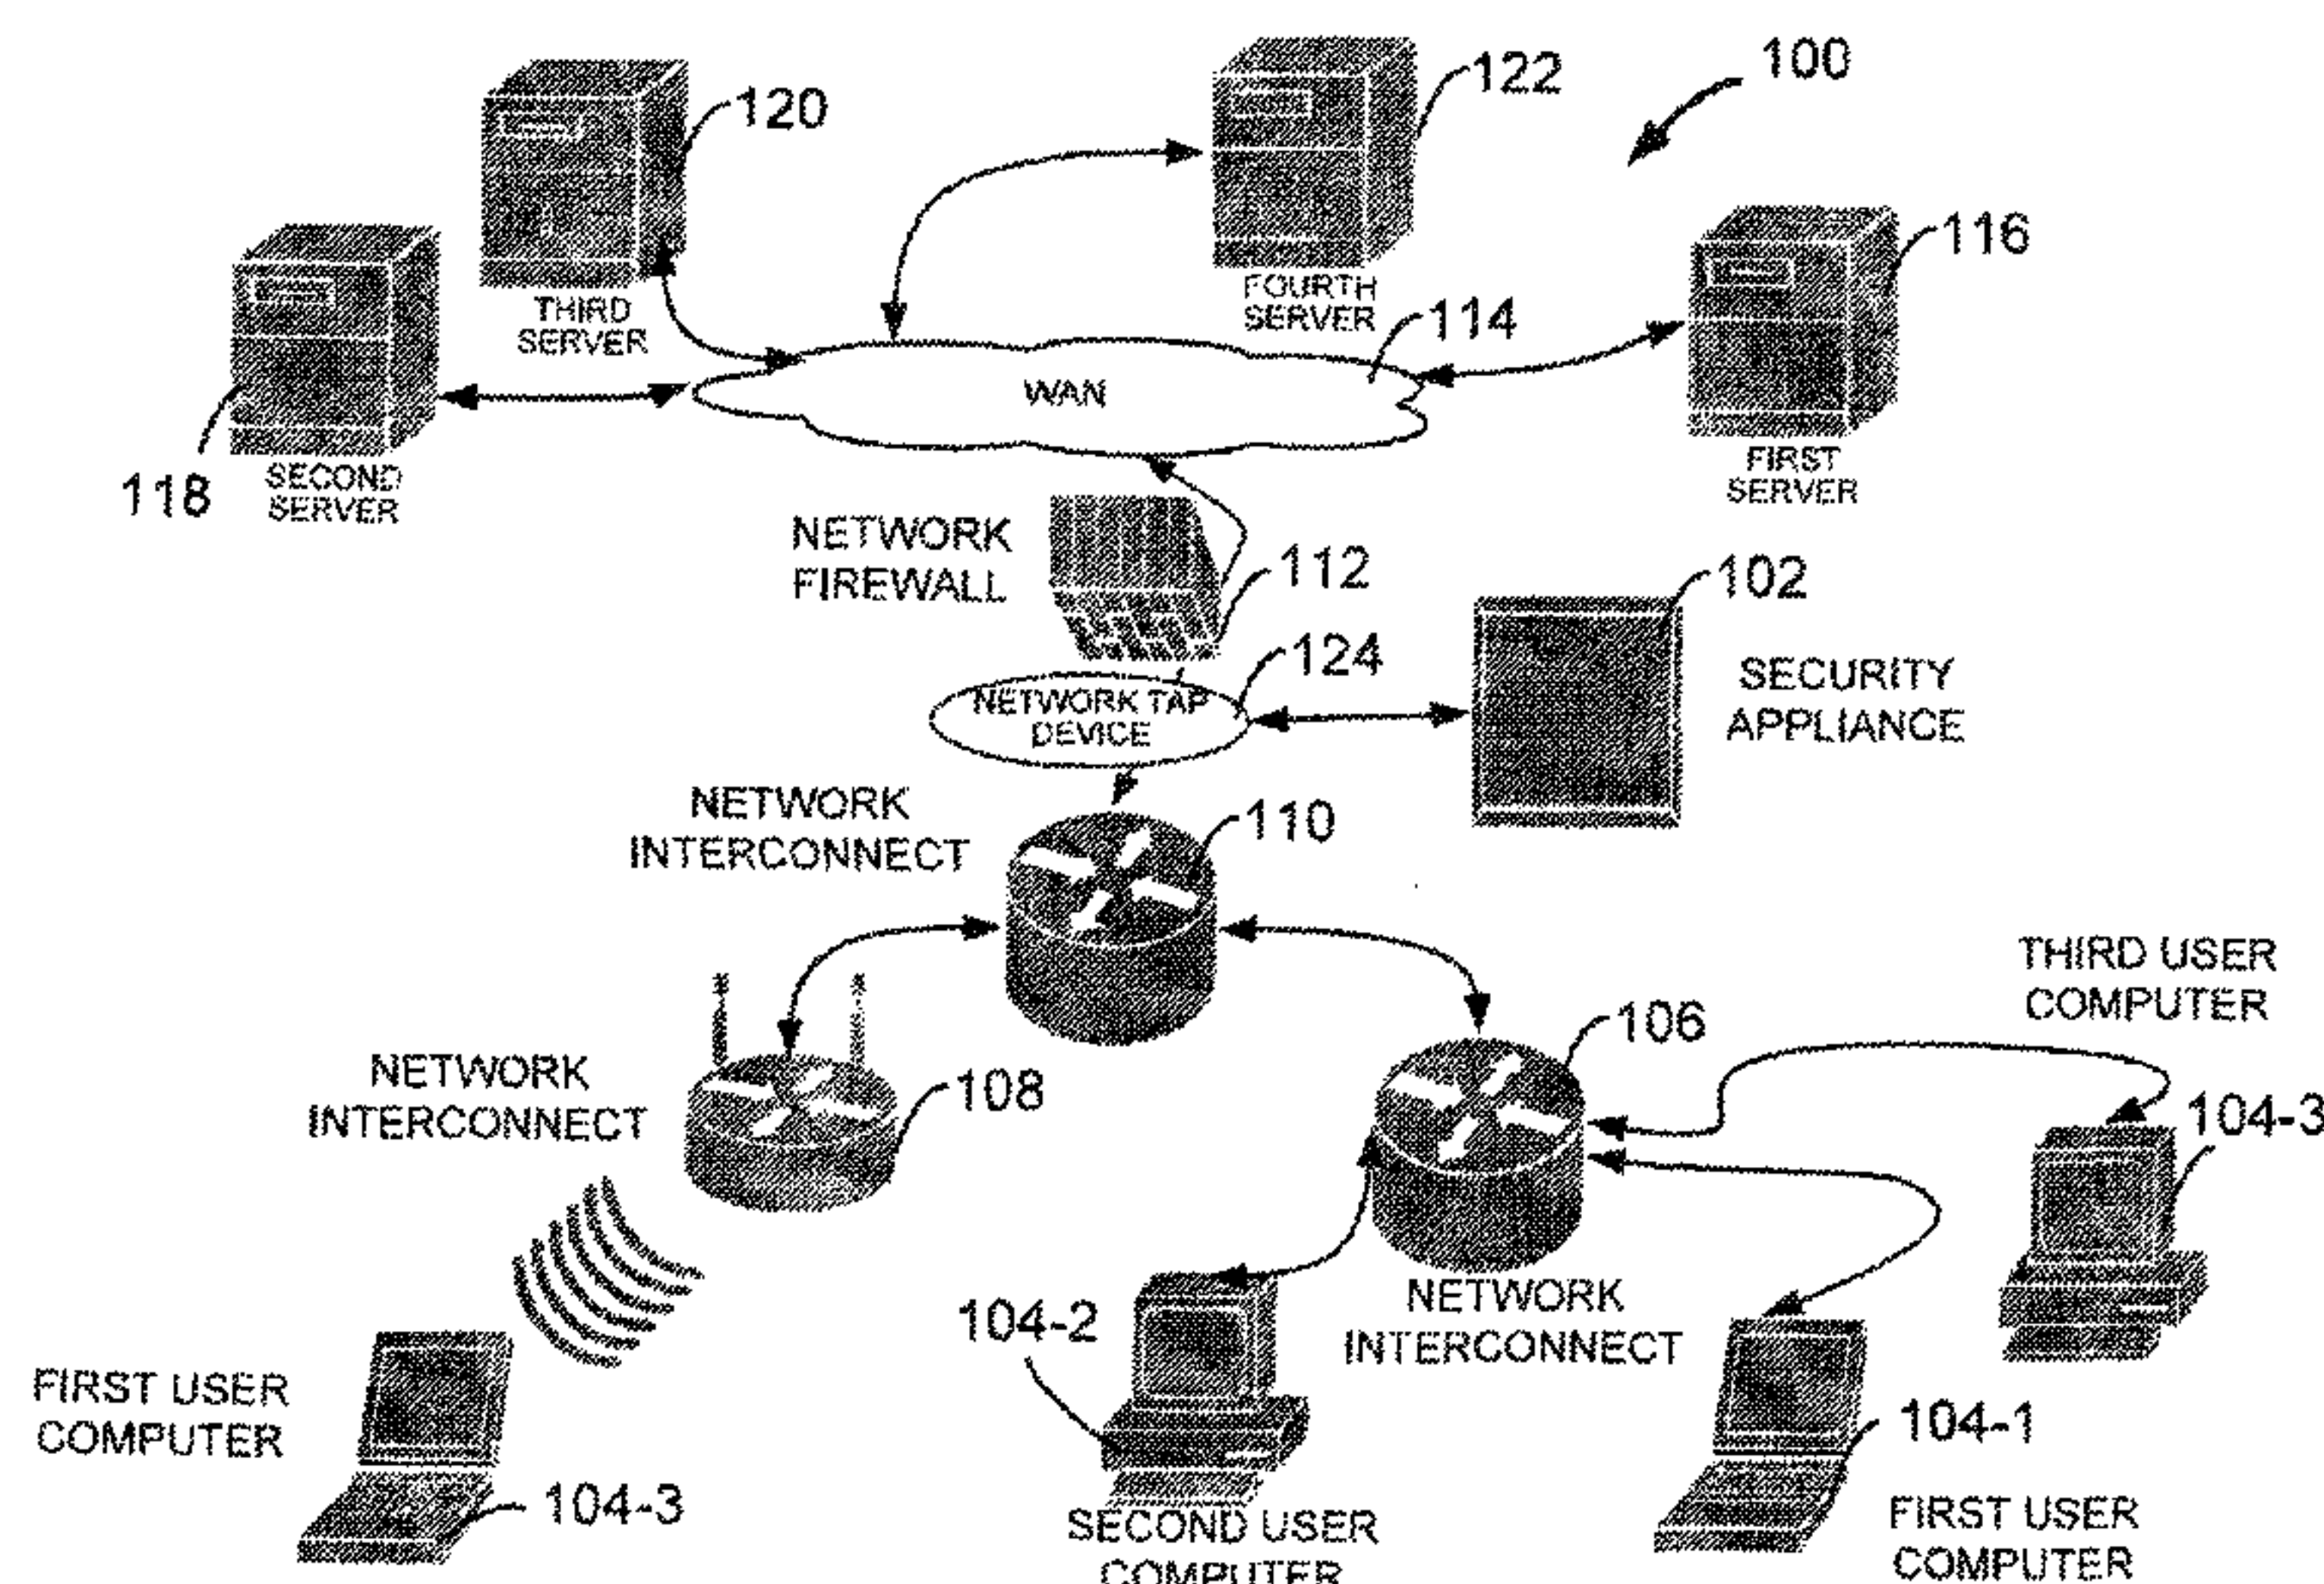 100
120
122
116
THIRD
SERVER
FOURTH
SERVER
114
WAN
118
SECOND
SERVER
FIRST
SERVER
NETWORK
FIREWALL
112
102
124
NETWORK TAP
DEVICE
SECURITY
APPLIANCE
NETWORK
INTERCONNECT
110
THIRD USER
COMPUTER
106
NETWORK
INTERCONNECT
108
104-3
104-2
NETWORK
INTERCONNECT
FIRST USER
COMPUTER
104-3
104-1
SECOND USER
COMPUTER
FIRST USER
COMPUTER